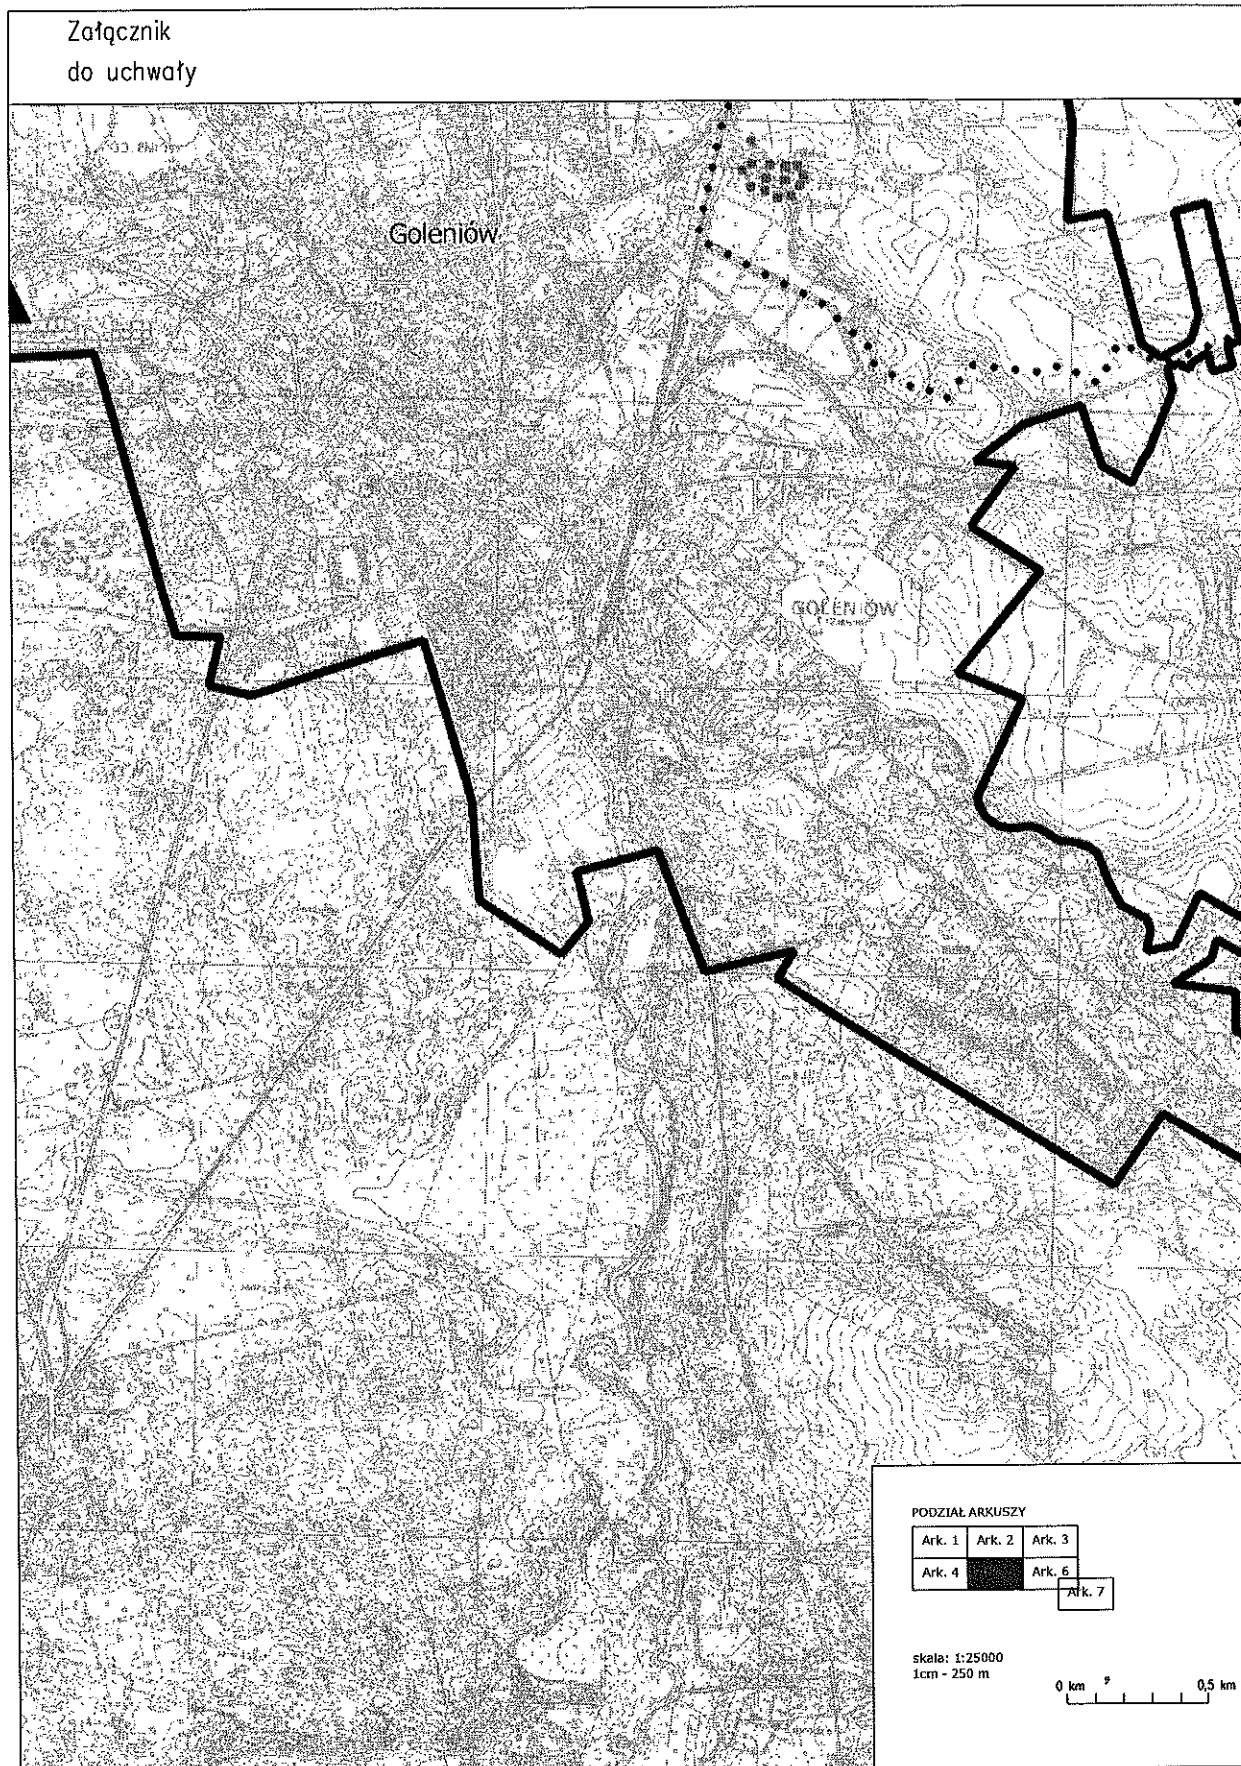 Załącznik
do uchwały
Goleniów
GOLENIÓW
PODZIAŁ ARKUSZY
Ark. 1 Ark. 2 Ark. 3
Ark. 4 Ark. 6
Ark. 7
skala: 1:25000
1cm - 250 m
0 km 0,5 km